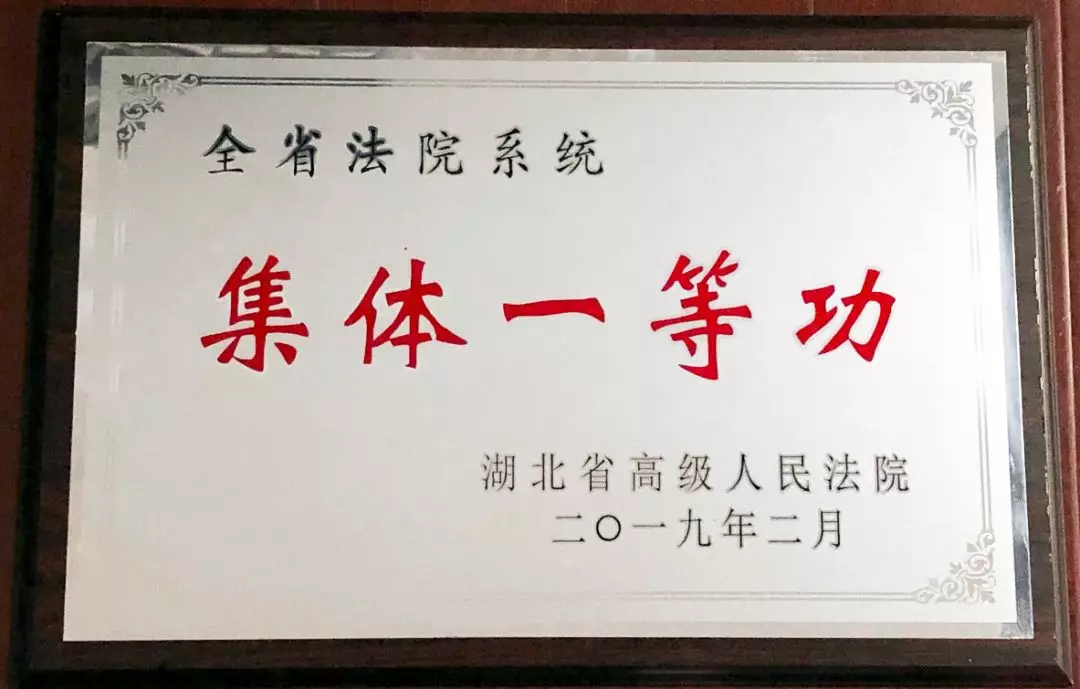 全省法院系统
集体一等功
湖北省高级人民法院
二〇一九年二月